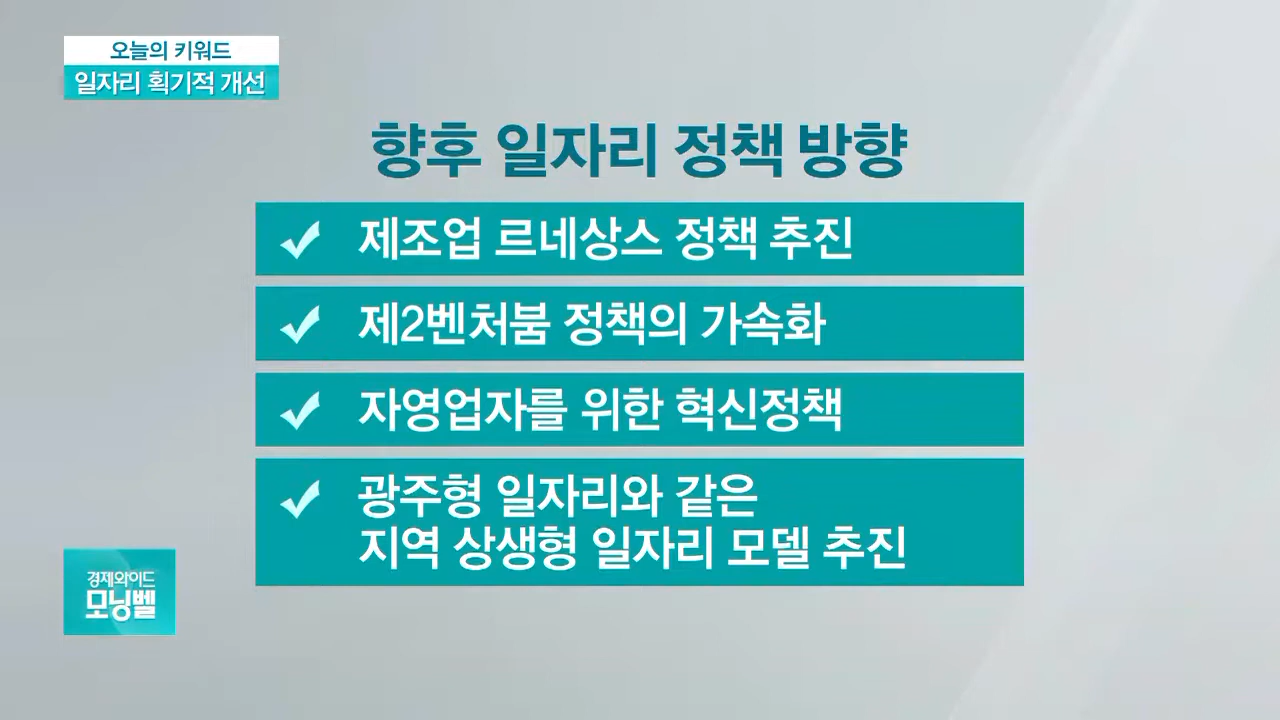 오늘의 키워드
일자리 획기적 개선
향후 일자리 정책 방향
제조업 르네상스 정책 추진
제2벤처붐 정책의 가속화
자영업자를 위한 혁신정책
광주형 일자리와 같은
지역 상생형 일자리 모델 추진
경제와이드
모닝벨